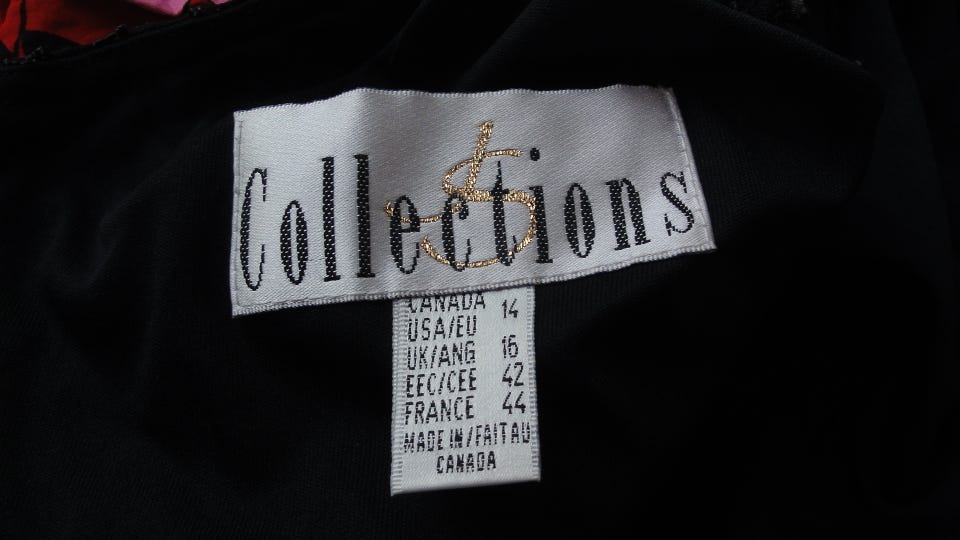 Collections
CANADA 14
USA/EU
UK/ANG 16
EEC/CEE 42
FRANCE 44
MADE IN/FAIT AU
CANADA